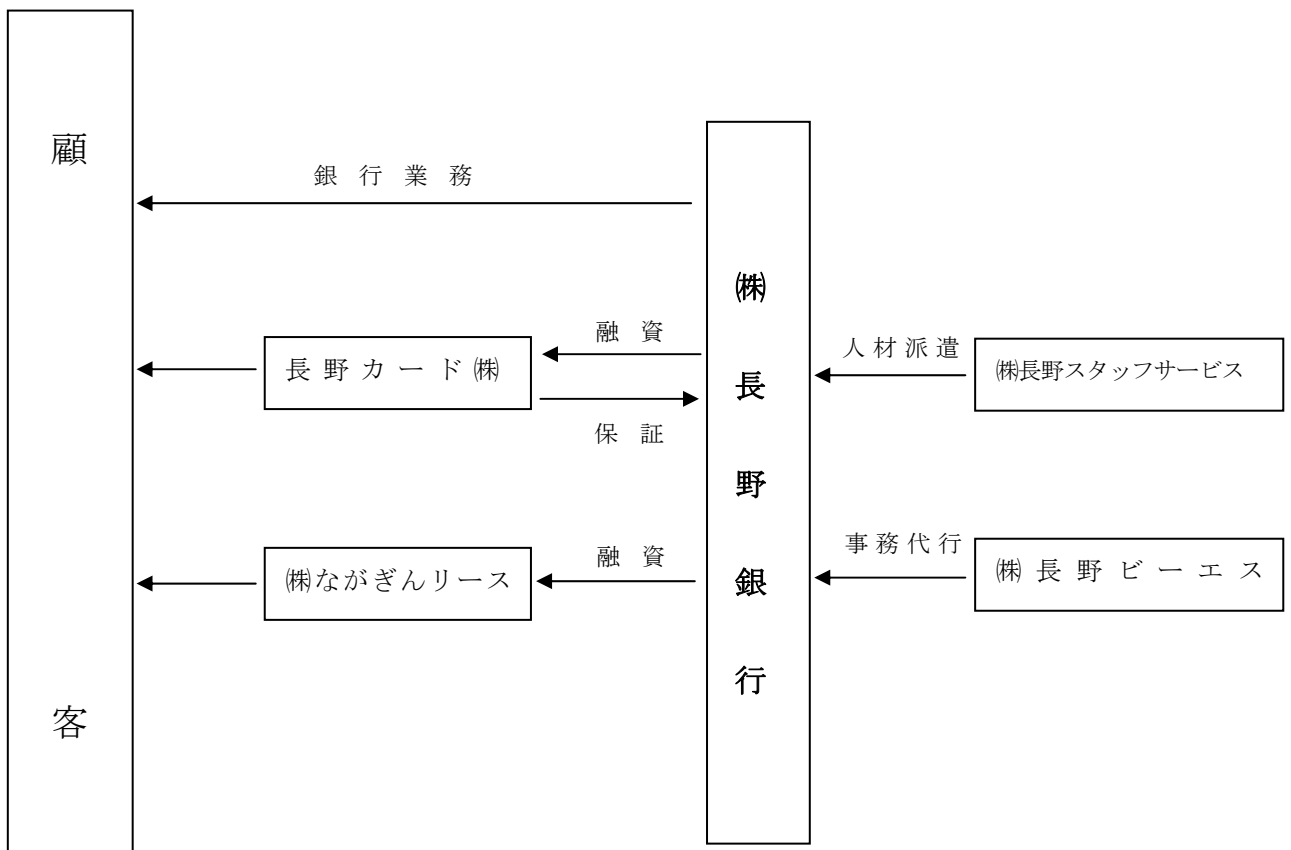 顧客
銀行業務
㈱長野銀行
融資
長野カード㈱
保証
人材派遣
㈱長野スタッフサービス
融資
㈱ながぎんリース
事務代行
㈱長野ビーエス